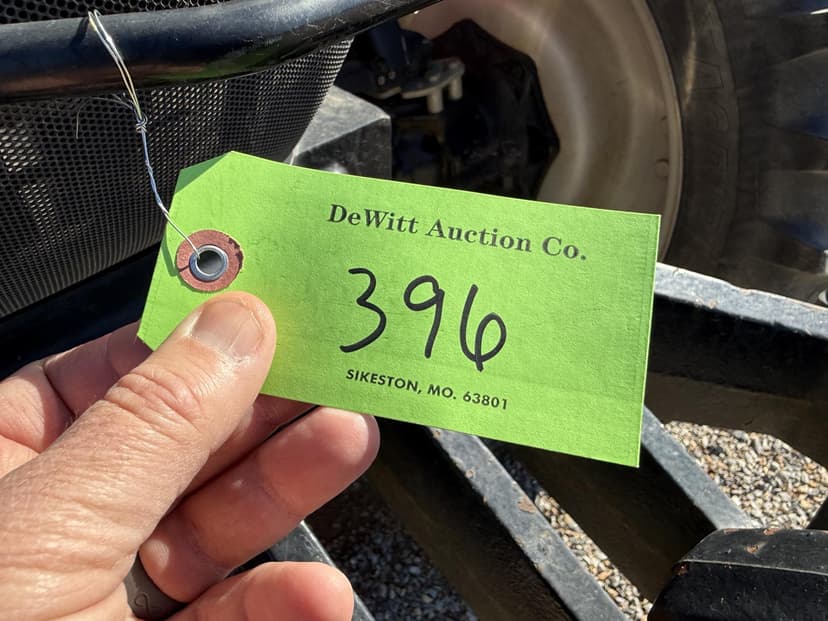 DeWitt Auction Co.
396
SIKESTON, MO. 63801